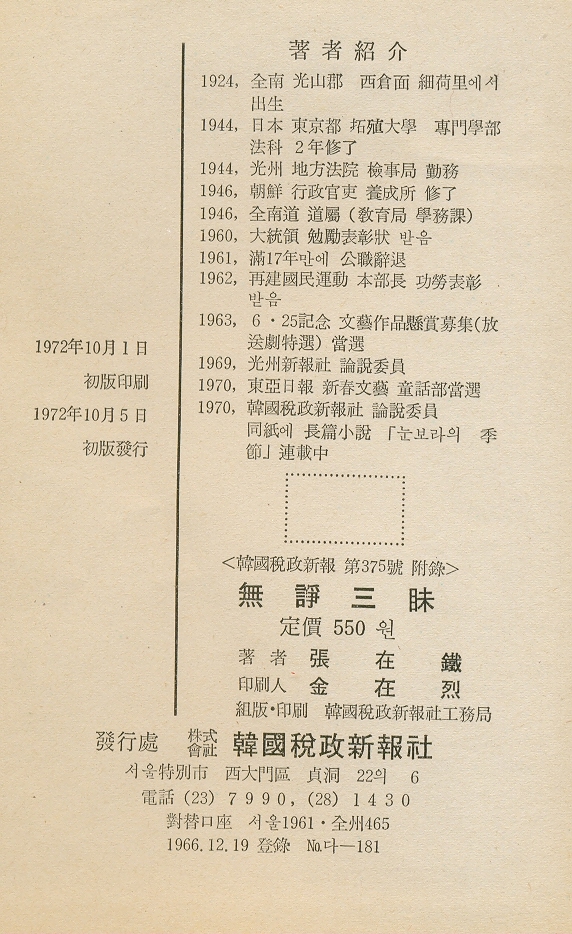 著者紹介
1924, 全南 光山郡 西倉面 細荷里에서
出生
1944, 日本 東京都 拓殖大學 專門學部
法科 2年修了
1944, 光州 地方法院 檢事局 勤務
1946, 朝鮮 行政官吏 養成所 修了
1946, 全南道 道屬 (敎育局 學務課)
1960, 大統領 勉勵表彰狀 받음
1961, 滿17年만에 公職辭退
1962, 再建國民運動 本部長 功勞表彰
받음
1963, 6·25記念 文藝作品懸賞募集(放
送劇特選) 當選
1969, 光州新報社 論說委員
1970, 東亞日報 新春文藝 童話部當選
1970, 韓國稅政新報社 論說委員
同紙에 長篇小說 「눈보라의 季
節」連載中
1972年10月1日
初版印刷
1972年10月5日
初版發行
<韓國稅政新報 第375號 附錄>
無諍三昧
定價 550 원
著者 張在鐵
印刷人 金在烈
組版·印刷 韓國稅政新報社工務局
發行處 株式會社 韓國稅政新報社
서울特別市 西大門區 貞洞 22의 6
電話 (23) 7990, (28) 1430
對替口座 서울1961·全州465
1966.12.19 登錄 No.다—181